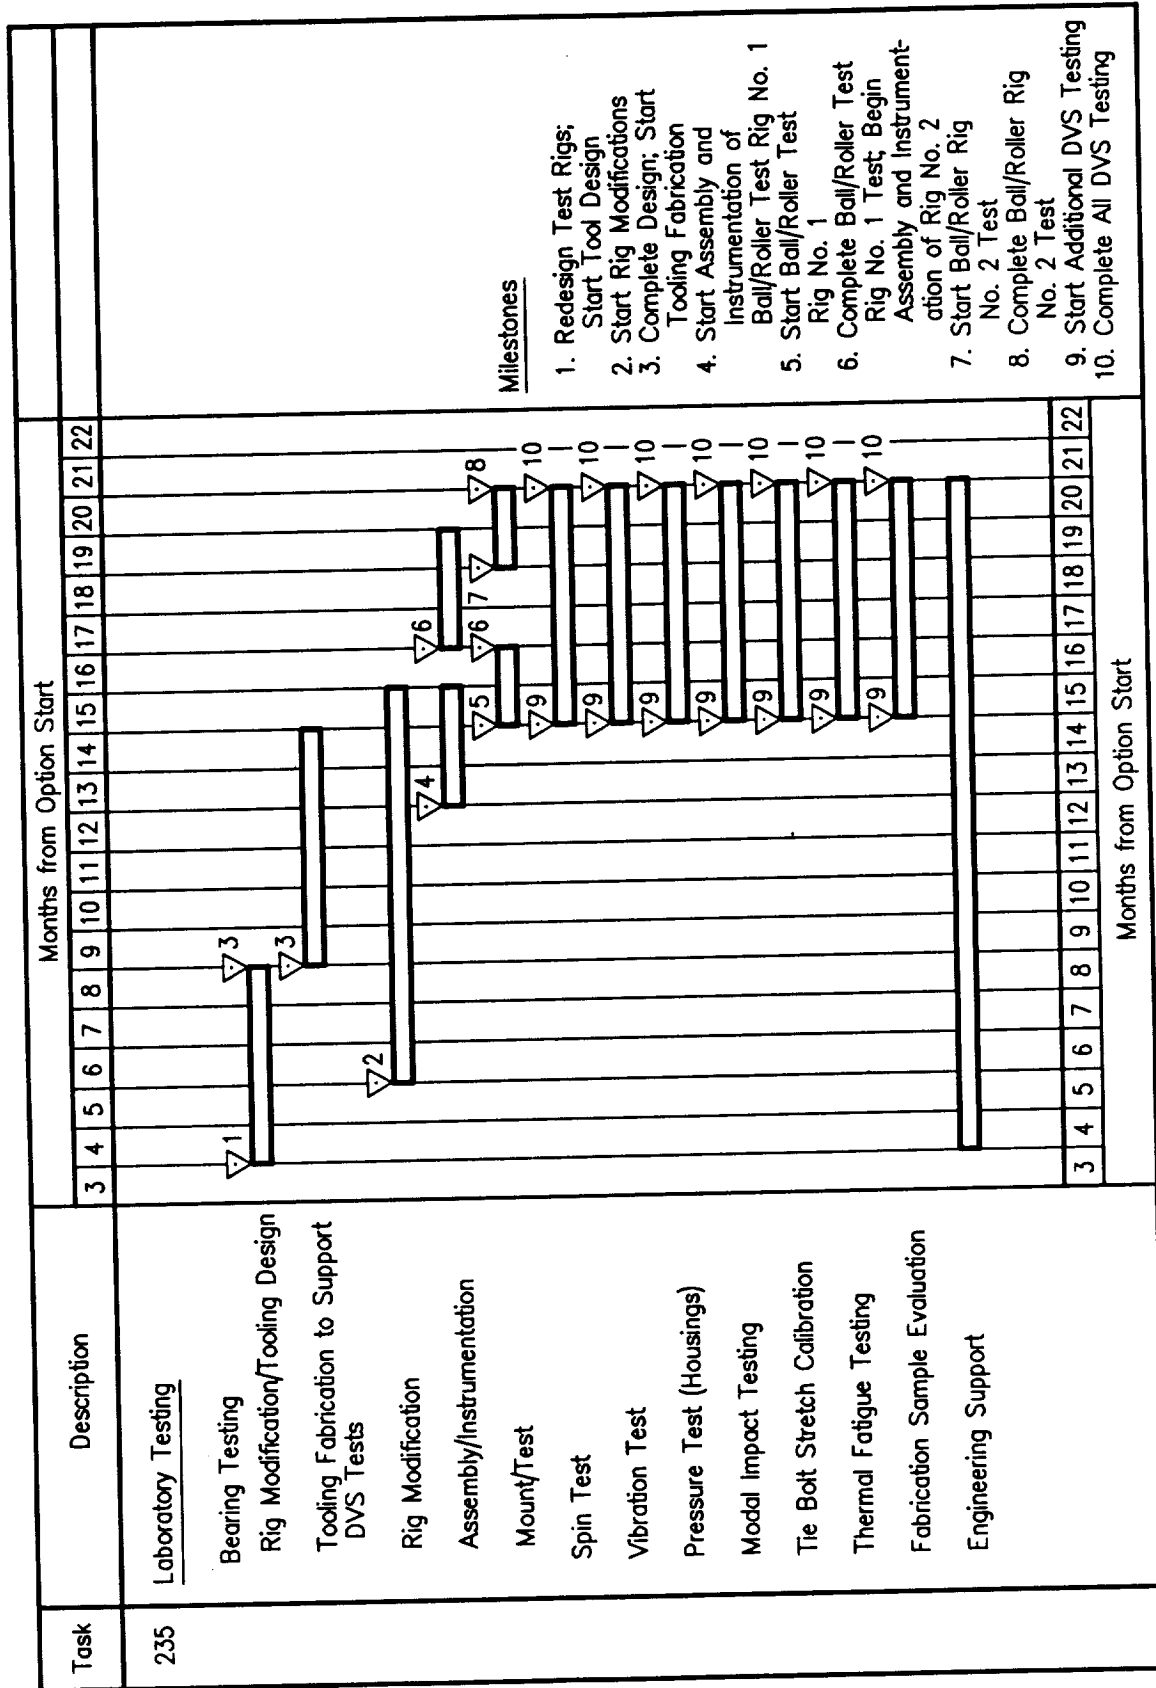 Task
Description
Months from Option Start
3 4 5 6 7 8 9 10 11 12 13 14 15 16 17 18 19 20 21 22
235
Laboratory Testing
Bearing Testing
Rig Modification/Tooling Design
1
3
Tooling Fabrication to Support
DVS Tests
3
Rig Modification
2
Assembly/Instrumentation
4
6
Mount/Test
5
6
7
8
Spin Test
9
10
Vibration Test
9
10
Pressure Test (Housings)
9
10
Modal Impact Testing
9
10
Tie Bolt Stretch Calibration
9
10
Thermal Fatigue Testing
9
10
Fabrication Sample Evaluation
9
10
Engineering Support
3 4 5 6 7 8 9 10 11 12 13 14 15 16 17 18 19 20 21 22
Months from Option Start
Milestones
1. Redesign Test Rigs;
Start Tool Design
2. Start Rig Modifications
3. Complete Design; Start
Tooling Fabrication
4. Start Assembly and
Instrumentation of
Ball/Roller Test Rig No. 1
5. Start Ball/Roller Test
Rig No. 1
6. Complete Ball/Roller Test
Rig No. 1 Test; Begin
Assembly and Instrument-
ation of Rig No. 2
7. Start Ball/Roller Rig
No. 2 Test
8. Complete Ball/Roller Rig
No. 2 Test
9. Start Additional DVS Testing
10. Complete All DVS Testing